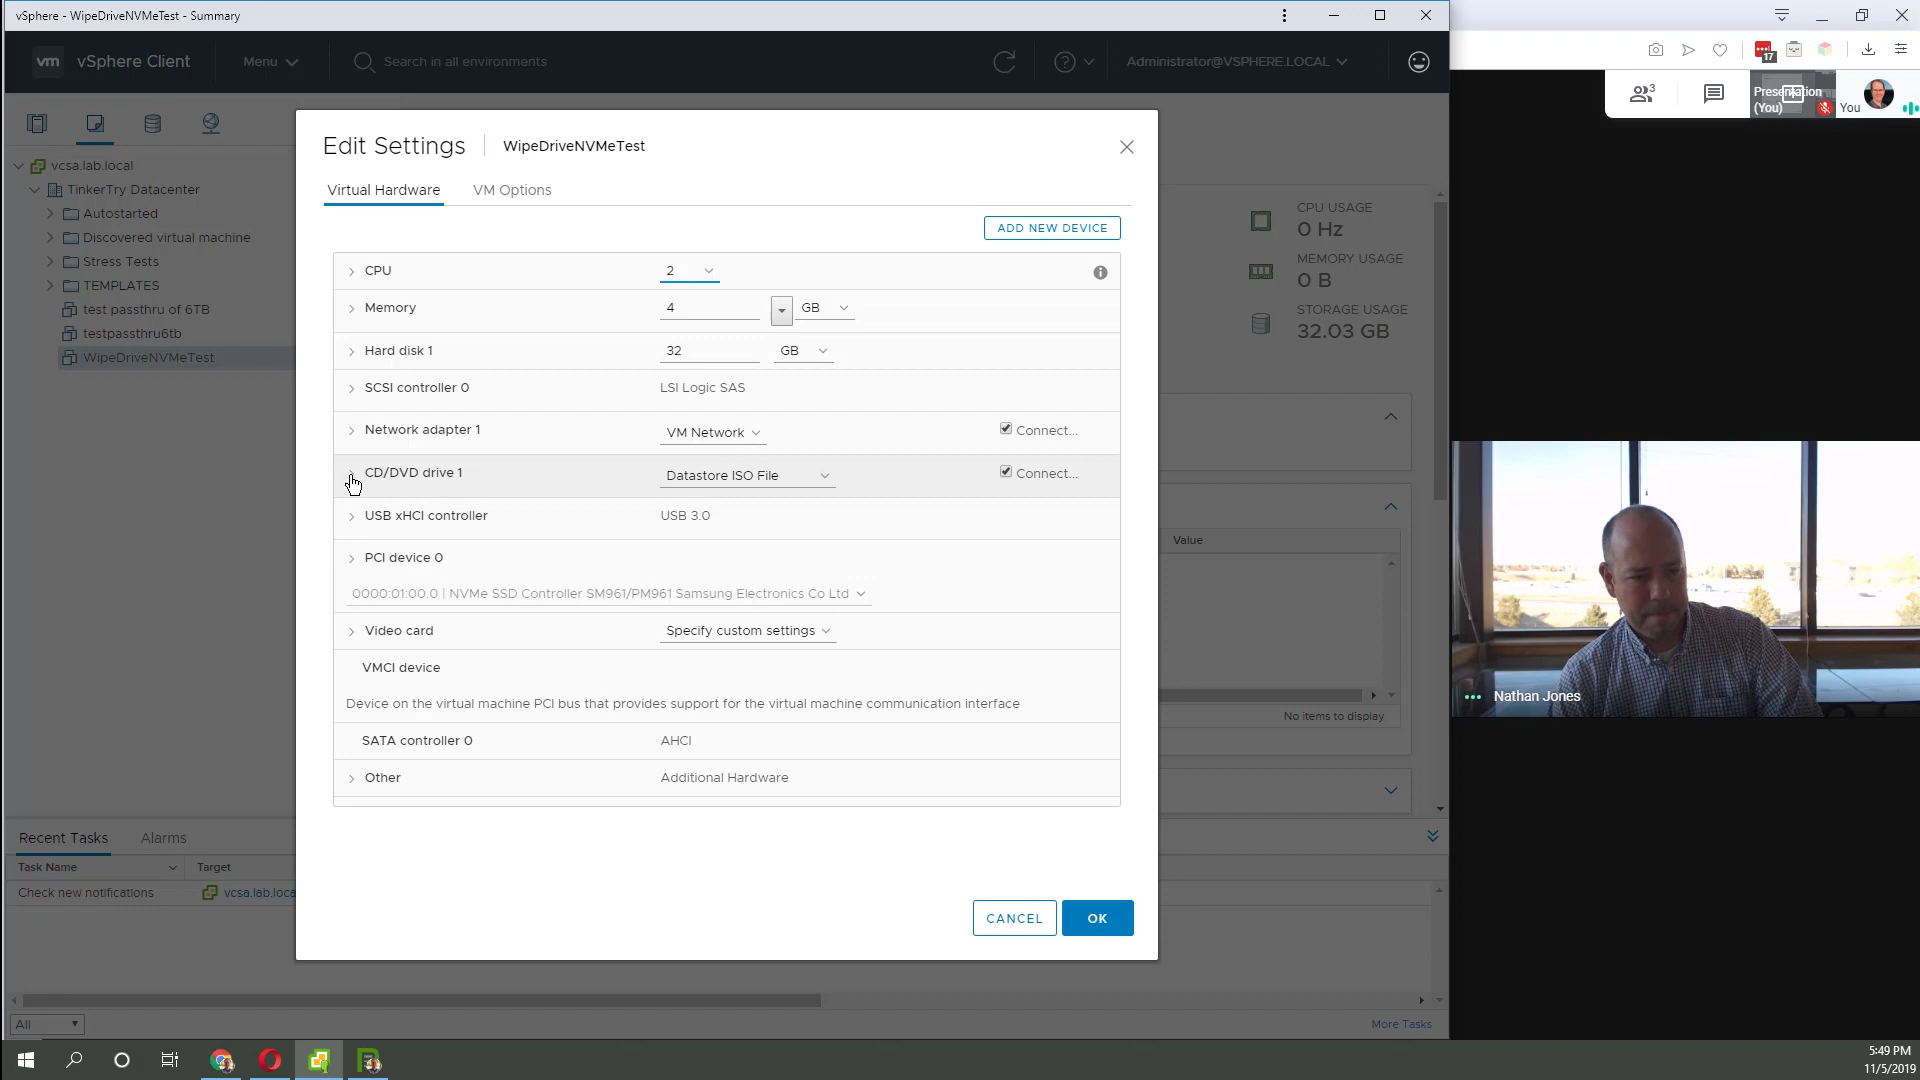 vSphere - WipeDriveNVMeTest - Summary
vm vSphere Client Menu Search in all environments Administrator@VSPHERE.LOCAL
17
3
Presentation
(You)
You
vcsa.lab.local
TinkerTry Datacenter
Autostarted
Discovered virtual machine
Stress Tests
TEMPLATES
test passthru of 6TB
testpassthru6tb
WipeDriveNVMeTest
Edit Settings WipeDriveNVMeTest
Virtual Hardware VM Options
ADD NEW DEVICE
CPU 2
Memory 4 GB
Hard disk 1 32 GB
SCSI controller 0 LSI Logic SAS
Network adapter 1 VM Network Connect...
CD/DVD drive 1 Datastore ISO File Connect...
USB xHCI controller USB 3.0
PCI device 0
0000:01:00.0 | NVMe SSD Controller SM961/PM961 Samsung Electronics Co Ltd
Video card Specify custom settings
VMCI device
Device on the virtual machine PCI bus that provides support for the virtual machine communication interface
SATA controller 0 AHCI
Other Additional Hardware
CANCEL OK
CPU USAGE
0 Hz
MEMORY USAGE
0 B
STORAGE USAGE
32.03 GB
Value
No items to display
Nathan Jones
Recent Tasks Alarms
Task Name Target
Check new notifications vcsa.lab.loca
All
More Tasks
5:49 PM
11/5/2019